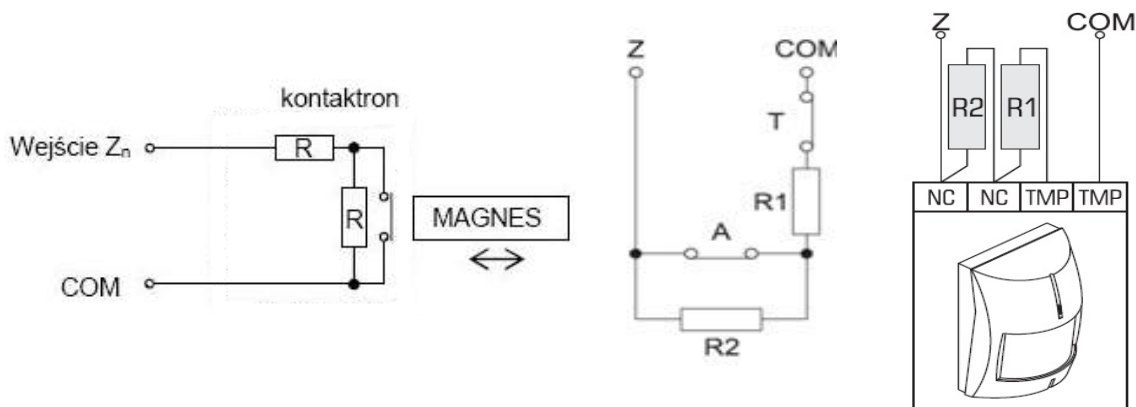 kontaktron
Wejście Zₙ
R
R
MAGNES
COM
Z
COM
T
R1
A
R2
Z
COM
R2
R1
NC
NC
TMP
TMP